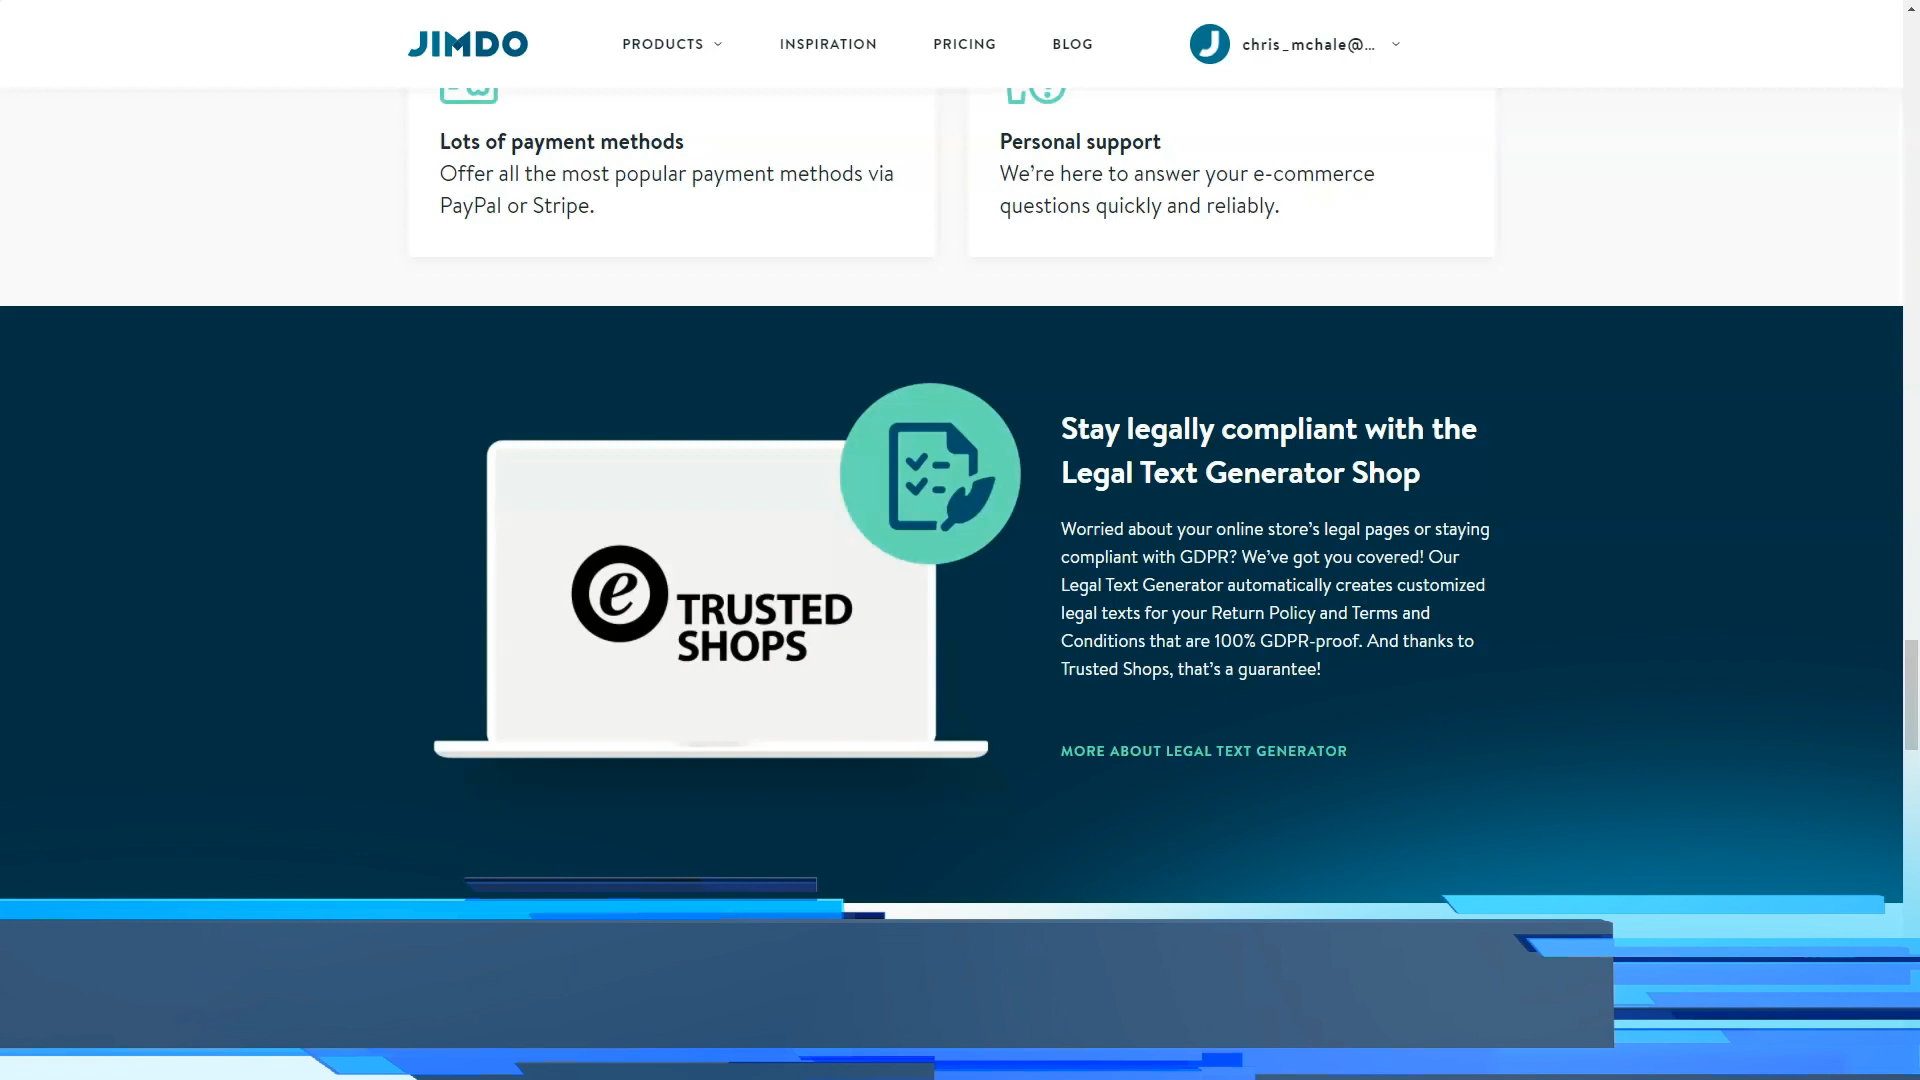 JIMDO
PRODUCTS
INSPIRATION
PRICING
BLOG
chris_mchale@...
Lots of payment methods
Offer all the most popular payment methods via
PayPal or Stripe.
Personal support
We’re here to answer your e-commerce
questions quickly and reliably.
e TRUSTED
SHOPS
Stay legally compliant with the
Legal Text Generator Shop
Worried about your online store’s legal pages or staying
compliant with GDPR? We’ve got you covered! Our
Legal Text Generator automatically creates customized
legal texts for your Return Policy and Terms and
Conditions that are 100% GDPR-proof. And thanks to
Trusted Shops, that’s a guarantee!
MORE ABOUT LEGAL TEXT GENERATOR